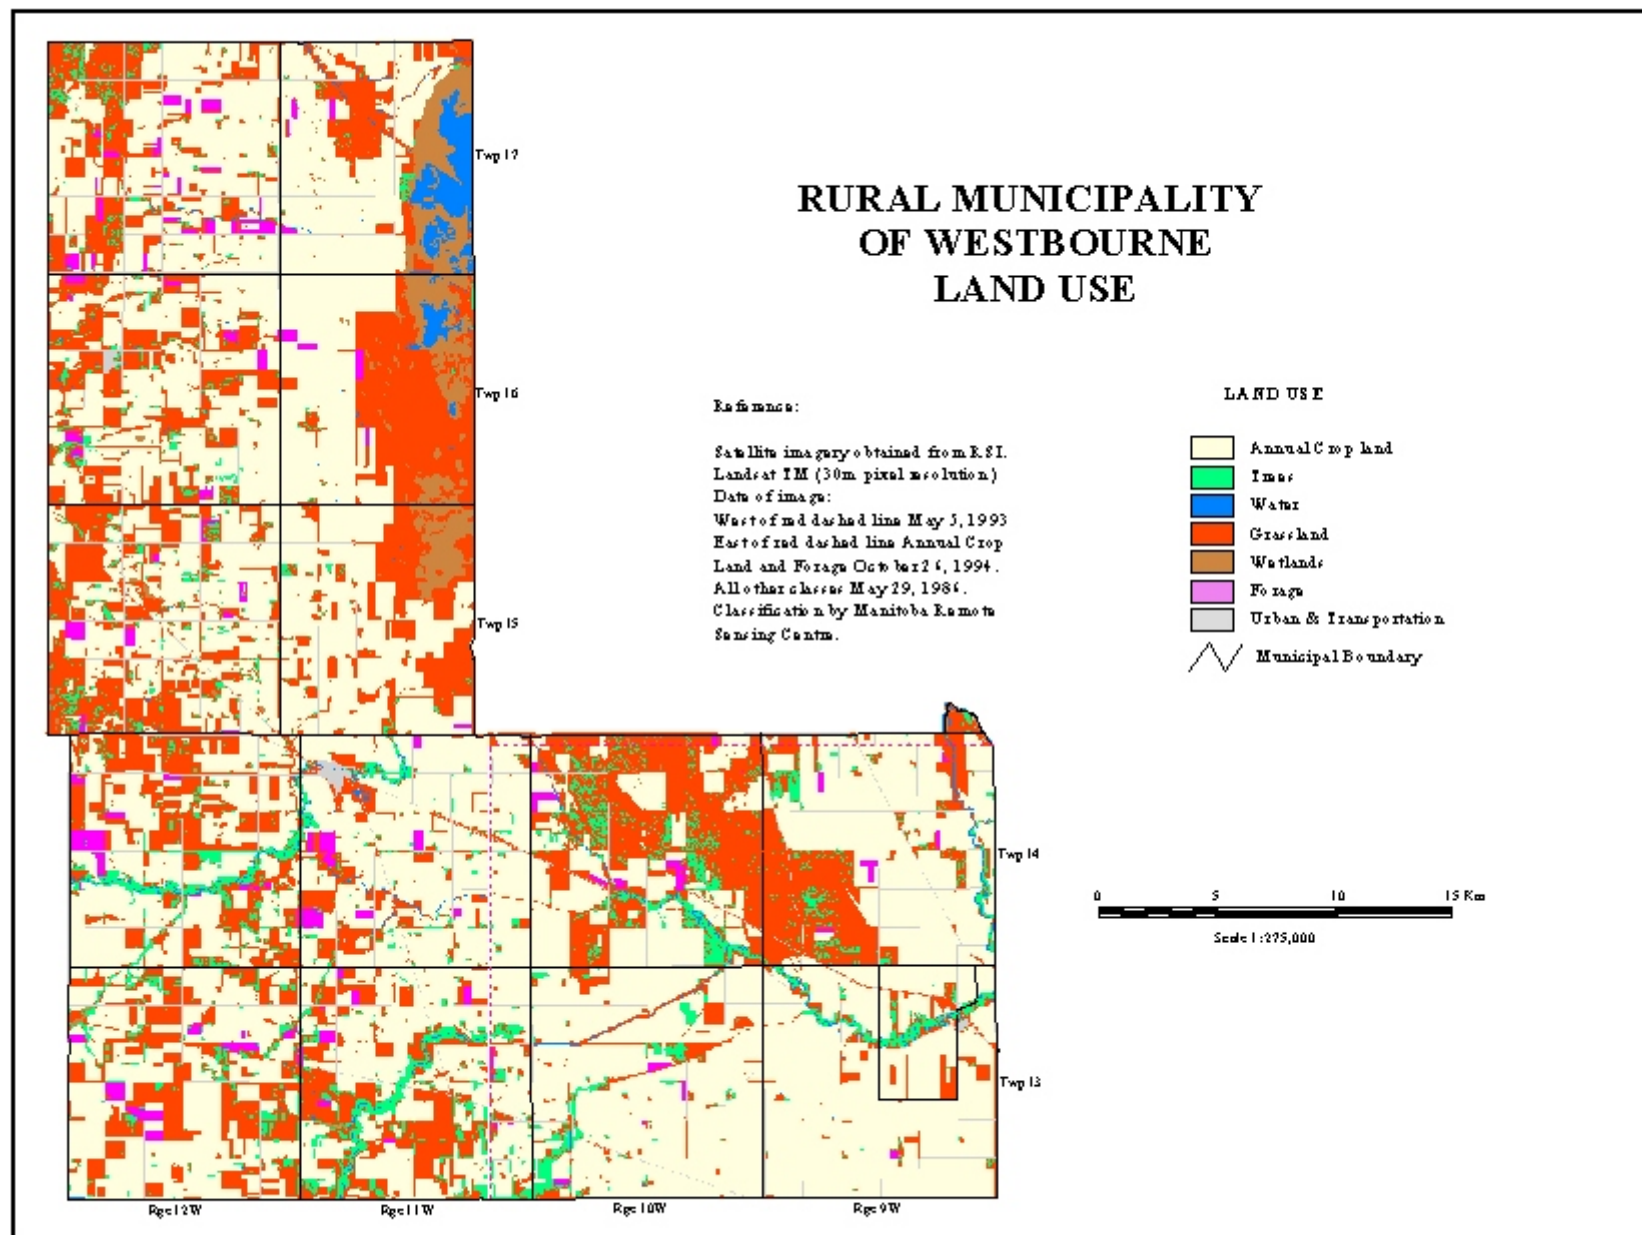 RURAL MUNICIPALITY
OF WESTBOURNE
LAND USE
Twp 17
Twp 16
Twp 15
Twp 14
Twp 13
Rge 12W
Rge 11W
Rge 10W
Rge 9W
Reference:
Satellite imagery obtained from R.S.I.
Landsat TM (30m pixel resolution)
Date of image:
West of red dashed line May 5, 1993
East of red dashed line Annual Crop
Land and Forage October 26, 1994.
All other classes May 29, 1986.
Classification by Manitoba Remote
Sensing Centre.
LAND USE
Annual Crop land
Trees
Water
Grassland
Wetlands
Forage
Urban & Transportation
Municipal Boundary
0 5 10 15 Km
Scale 1:275,000